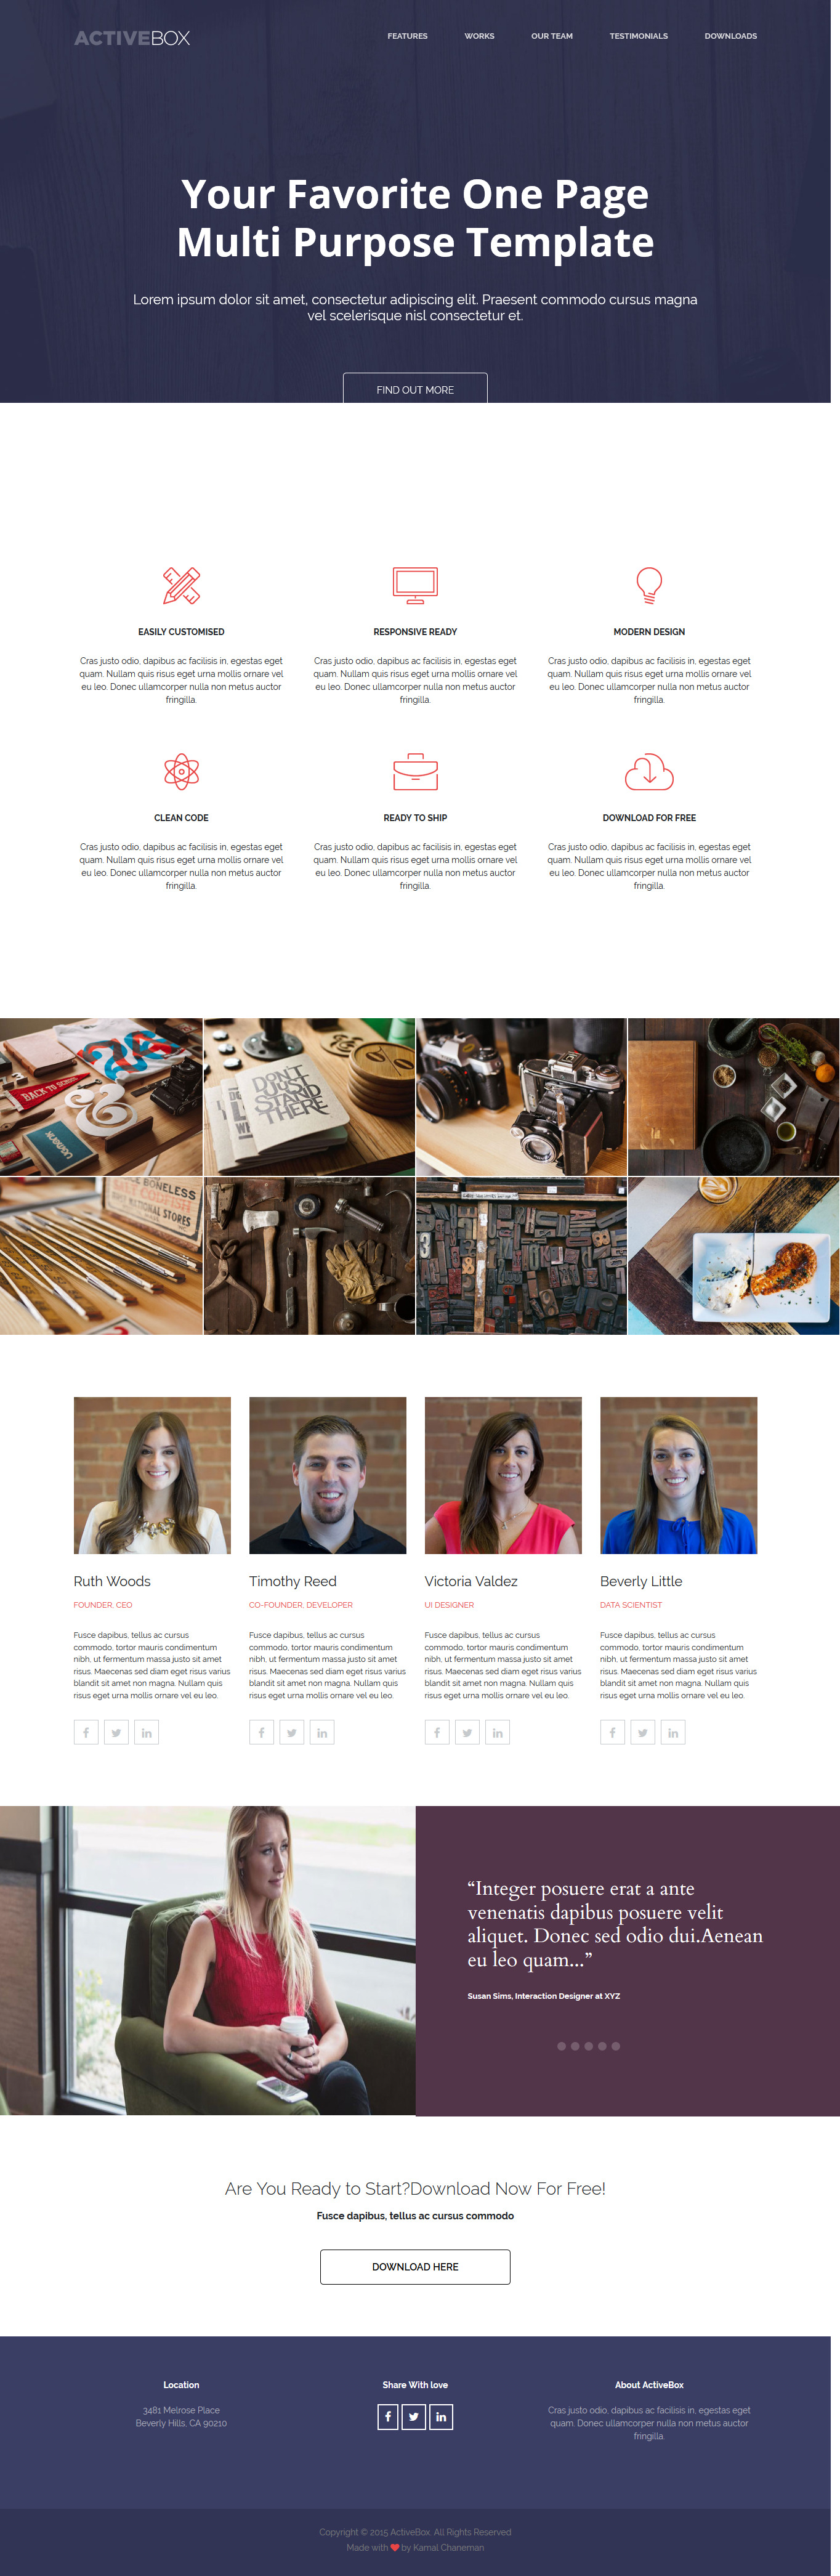 ACTIVEBOX
FEATURES WORKS OUR TEAM TESTIMONIALS DOWNLOADS
Your Favorite One Page
Multi Purpose Template
Lorem ipsum dolor sit amet, consectetur adipiscing elit. Praesent commodo cursus magna
vel scelerisque nisl consectetur et.
FIND OUT MORE
EASILY CUSTOMISED
Cras justo odio, dapibus ac facilisis in, egestas eget
quam. Nullam quis risus eget urna mollis ornare vel
eu leo. Donec ullamcorper nulla non metus auctor
fringilla.
RESPONSIVE READY
Cras justo odio, dapibus ac facilisis in, egestas eget
quam. Nullam quis risus eget urna mollis ornare vel
eu leo. Donec ullamcorper nulla non metus auctor
fringilla.
MODERN DESIGN
Cras justo odio, dapibus ac facilisis in, egestas eget
quam. Nullam quis risus eget urna mollis ornare vel
eu leo. Donec ullamcorper nulla non metus auctor
fringilla.
CLEAN CODE
Cras justo odio, dapibus ac facilisis in, egestas eget
quam. Nullam quis risus eget urna mollis ornare vel
eu leo. Donec ullamcorper nulla non metus auctor
fringilla.
READY TO SHIP
Cras justo odio, dapibus ac facilisis in, egestas eget
quam. Nullam quis risus eget urna mollis ornare vel
eu leo. Donec ullamcorper nulla non metus auctor
fringilla.
DOWNLOAD FOR FREE
Cras justo odio, dapibus ac facilisis in, egestas eget
quam. Nullam quis risus eget urna mollis ornare vel
eu leo. Donec ullamcorper nulla non metus auctor
fringilla.
BACK TO SCHOOL
&
DON'T
JUST
STAND
THERE
BONELESS
NATIONAL STORES
Ruth Woods
FOUNDER, CEO
Fusce dapibus, tellus ac cursus
commodo, tortor mauris condimentum
nibh, ut fermentum massa justo sit amet
risus. Maecenas sed diam eget risus varius
blandit sit amet non magna. Nullam quis
risus eget urna mollis ornare vel eu leo.
Timothy Reed
CO-FOUNDER, DEVELOPER
Fusce dapibus, tellus ac cursus
commodo, tortor mauris condimentum
nibh, ut fermentum massa justo sit amet
risus. Maecenas sed diam eget risus varius
blandit sit amet non magna. Nullam quis
risus eget urna mollis ornare vel eu leo.
Victoria Valdez
UI DESIGNER
Fusce dapibus, tellus ac cursus
commodo, tortor mauris condimentum
nibh, ut fermentum massa justo sit amet
risus. Maecenas sed diam eget risus varius
blandit sit amet non magna. Nullam quis
risus eget urna mollis ornare vel eu leo.
Beverly Little
DATA SCIENTIST
Fusce dapibus, tellus ac cursus
commodo, tortor mauris condimentum
nibh, ut fermentum massa justo sit amet
risus. Maecenas sed diam eget risus varius
blandit sit amet non magna. Nullam quis
risus eget urna mollis ornare vel eu leo.
“Integer posuere erat a ante
venenatis dapibus posuere velit
aliquet. Donec sed odio dui.Aenean
eu leo quam...”
Susan Sims, Interaction Designer at XYZ
Are You Ready to Start?Download Now For Free!
Fusce dapibus, tellus ac cursus commodo
DOWNLOAD HERE
Location
3481 Melrose Place
Beverly Hills, CA 90210
Share With love
About ActiveBox
Cras justo odio, dapibus ac facilisis in, egestas eget
quam. Donec ullamcorper nulla non metus auctor
fringilla.
Copyright © 2015 ActiveBox. All Rights Reserved
Made with ♥ by Kamal Chaneman